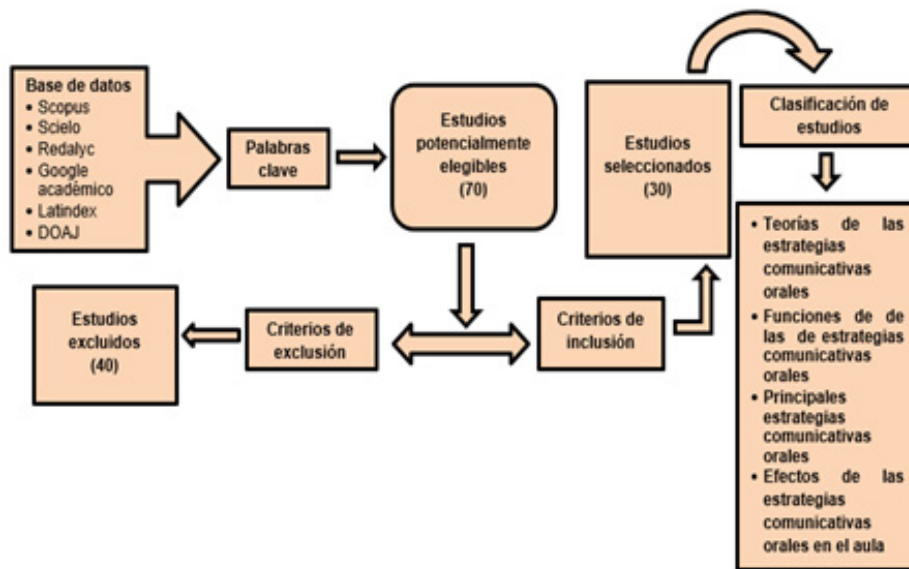 Base de datos
• Scopus
• Scielo
• Redalyc
• Google
académico
• Latindex
• DOAJ
Palabras
clave
Estudios
potencialmente
elegibles
(70)
Estudios
seleccionados
(30)
Clasificación de
estudios
Estudios
excluidos
(40)
Criterios de
exclusión
Criterios de
inclusión
• Teorías de las
estrategias
comunicativas
orales
• Funciones de de
las de estrategias
comunicativas
orales
• Principales
estrategias
comunicativas
orales
• Efectos de las
estrategias
comunicativas
orales en el aula